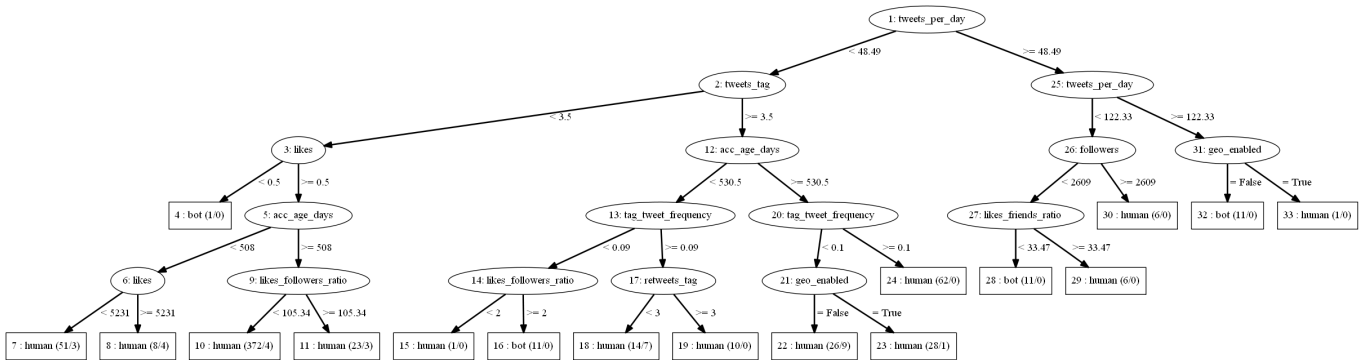 1: tweets_per_day
< 48.49
>= 48.49
2: tweets_tag
25: tweets_per_day
< 3.5
>= 3.5
< 122.33
>= 122.33
3: likes
12: acc_age_days
26: followers
31: geo_enabled
< 0.5
>= 0.5
< 530.5
>= 530.5
< 2609
>= 2609
= False
= True
4 : bot (1/0)
5: acc_age_days
13: tag_tweet_frequency
20: tag_tweet_frequency
27: likes_friends_ratio
30 : human (6/0)
32 : bot (11/0)
33 : human (1/0)
< 508
>= 508
< 0.09
>= 0.09
< 0.1
>= 0.1
< 33.47
>= 33.47
6: likes
9: likes_followers_ratio
14: likes_followers_ratio
17: retweets_tag
21: geo_enabled
24 : human (62/0)
28 : bot (11/0)
29 : human (6/0)
< 5231
>= 5231
< 105.34
>= 105.34
< 2
>= 2
< 3
>= 3
= False
= True
7 : human (51/3)
8 : human (8/4)
10 : human (372/4)
11 : human (23/3)
15 : human (1/0)
16 : bot (11/0)
18 : human (14/7)
19 : human (10/0)
22 : human (26/9)
23 : human (28/1)